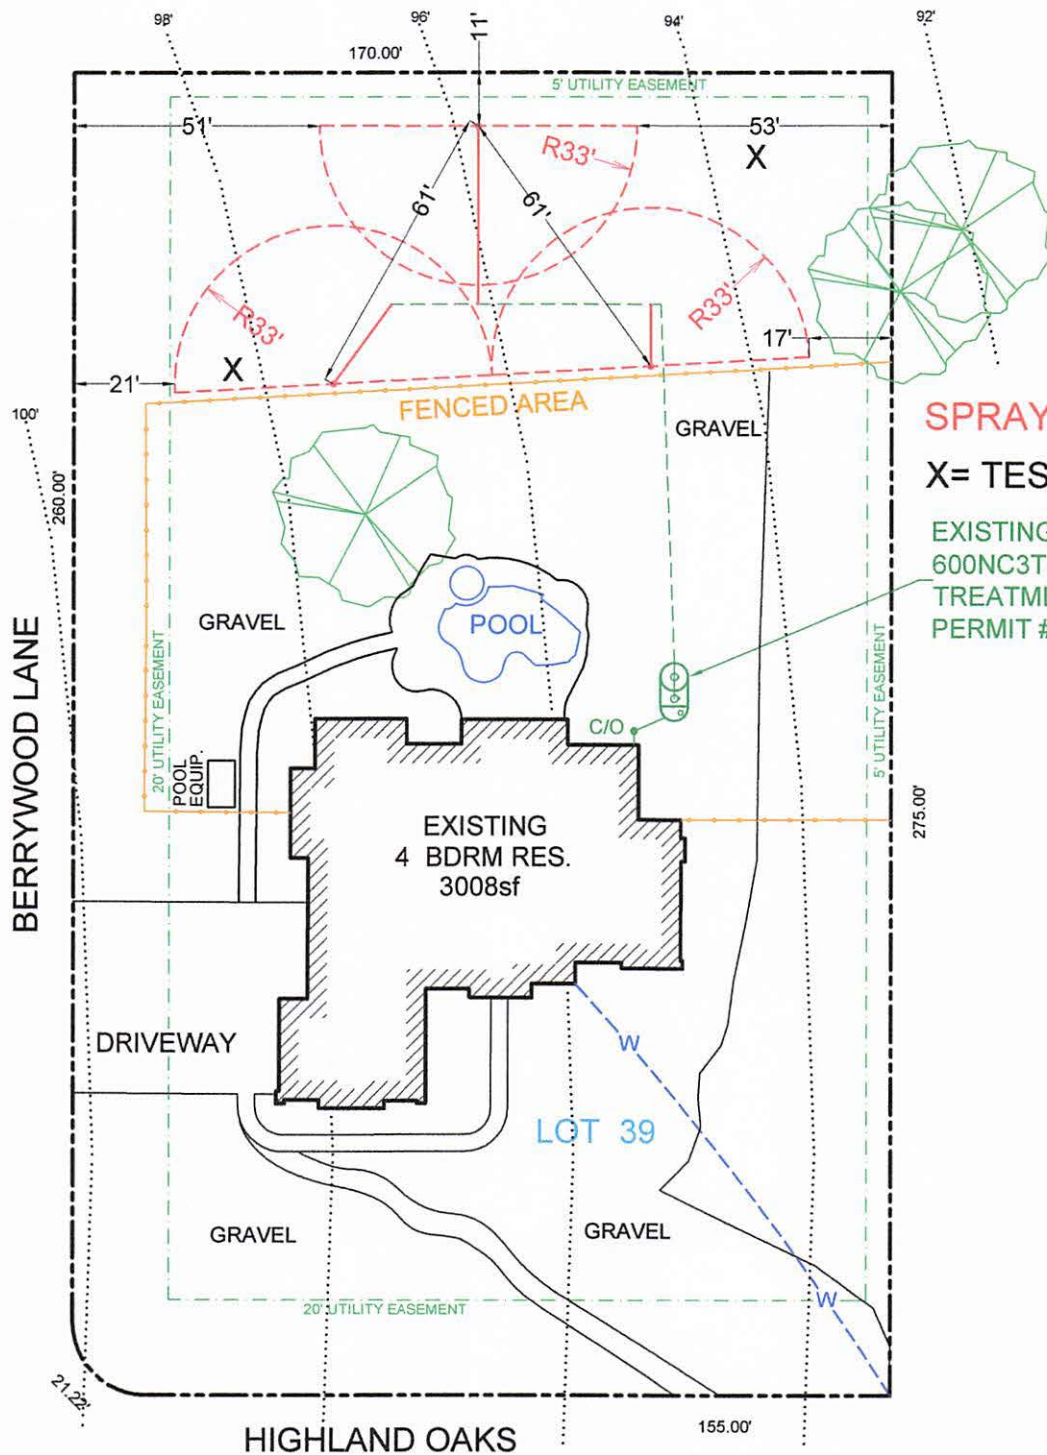 98'
96'
11'
94'
92'
170.00'
5' UTILITY EASEMENT
51'
53'
R33'
X
61'
61'
R33'
R33'
17'
X
21'
FENCED AREA
100'
GRAVEL
SPRAY
X= TES
260.00'
EXISTING
600NC3T
TREATM
PERMIT #
GRAVEL
POOL
BERRYWOOD LANE
20' UTILITY EASEMENT
5' UTILITY EASEMENT
C/O
POOL
EQUIP.
275.00'
EXISTING
4 BDRM RES.
3008sf
DRIVEWAY
W
LOT 39
GRAVEL
GRAVEL
20' UTILITY EASEMENT
W
21.22'
155.00'
HIGHLAND OAKS